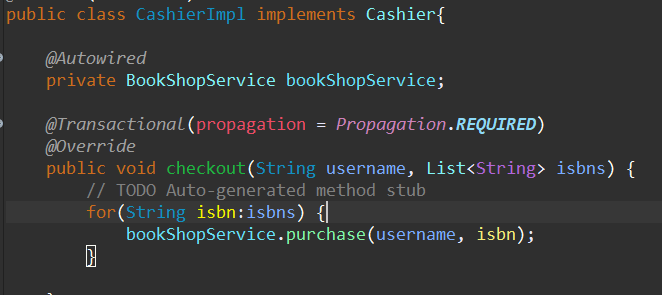 public class CashierImpl implements Cashier{
@Autowired
private BookShopService bookShopService;
@Transactional(propagation = Propagation.REQUIRED)
@Override
public void checkout(String username, List<String> isbns) {
// TODO Auto-generated method stub
for(String isbn:isbns) {
bookShopService.purchase(username, isbn);
}